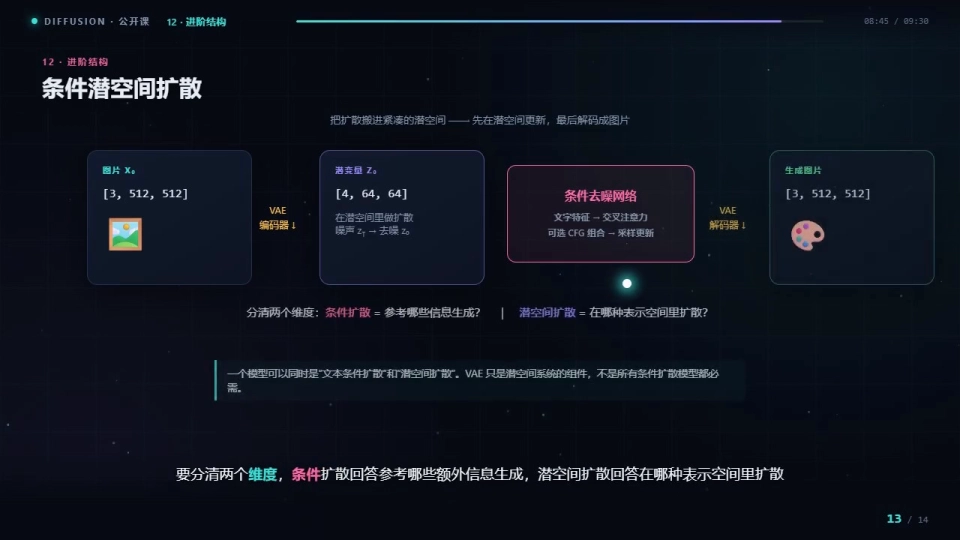 DIFFUSION · 公开课
12 · 进阶结构
08:45 / 09:30
12 · 进阶结构
条件潜空间扩散
把扩散搬进紧凑的潜空间 —— 先在潜空间更新，最后解码成图片
图片 X₀
[3, 512, 512]
VAE
编码器↓
潜变量 Z₀
[4, 64, 64]
在潜空间里做扩散
噪声 z_T → 去噪 z₀
条件去噪网络
文字特征 → 交叉注意力
可选 CFG 组合 → 采样更新
VAE
解码器↓
生成图片
[3, 512, 512]
分清两个维度：条件扩散 = 参考哪些信息生成？ | 潜空间扩散 = 在哪种表示空间里扩散？
一个模型可以同时是“文本条件扩散”和“潜空间扩散”。VAE 只是潜空间系统的组件，不是所有条件扩散模型都必
需。
要分清两个维度，条件扩散回答参考哪些额外信息生成，潜空间扩散回答在哪种表示空间里扩散
13 / 14